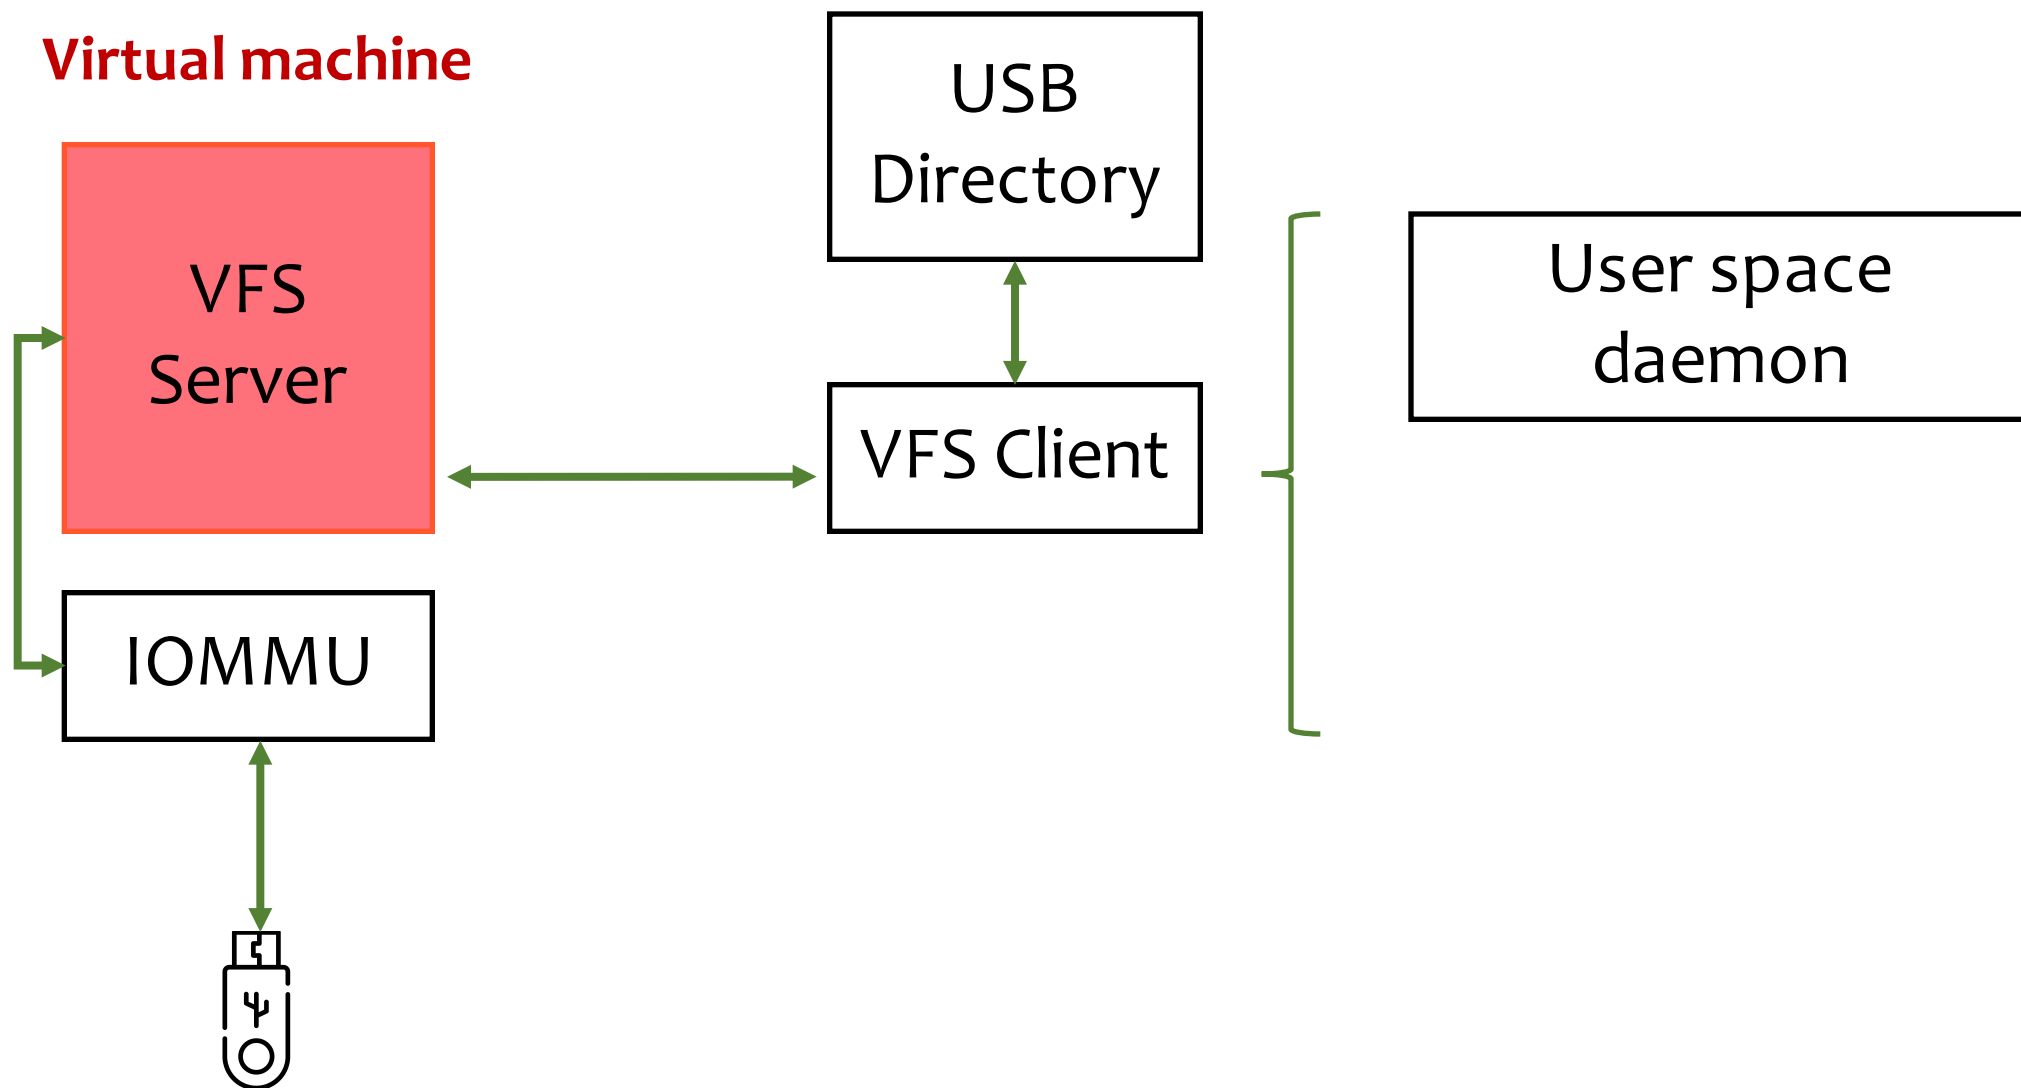 Virtual machine
USB
Directory
VFS
Server
VFS Client
User space
daemon
IOMMU